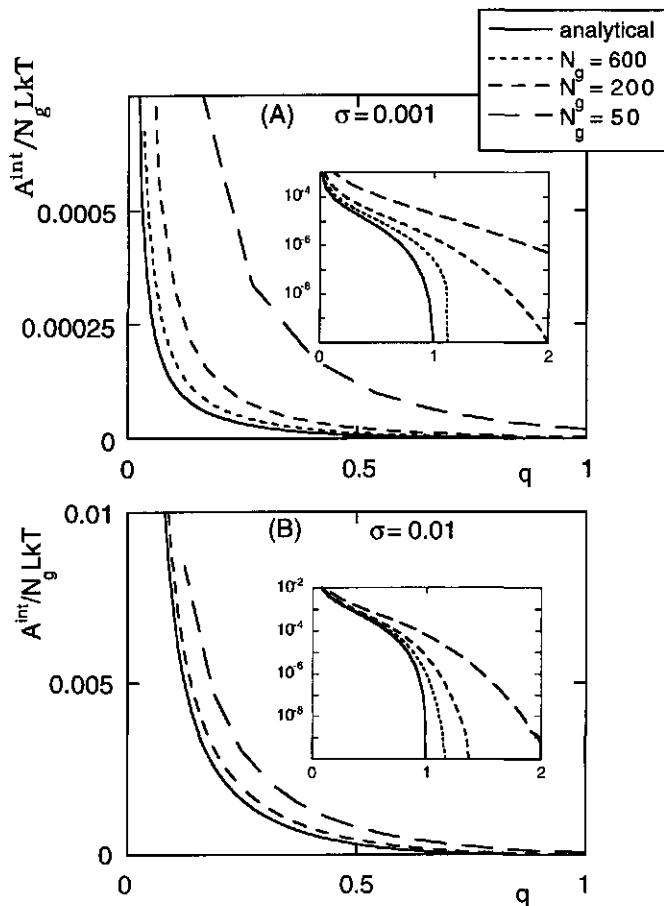 analytical
N_g = 600
N_g = 200
N_g = 50
(A) σ=0.001
A^int/N_g LkT
0.0005
0.00025
0
10^-4
10^-6
10^-8
0 1 2
0 0.5 1
q
(B) σ=0.01
A^int/N_g LkT
0.01
0.005
0
10^-2
10^-4
10^-6
10^-8
0 1 2
0 0.5 1
q